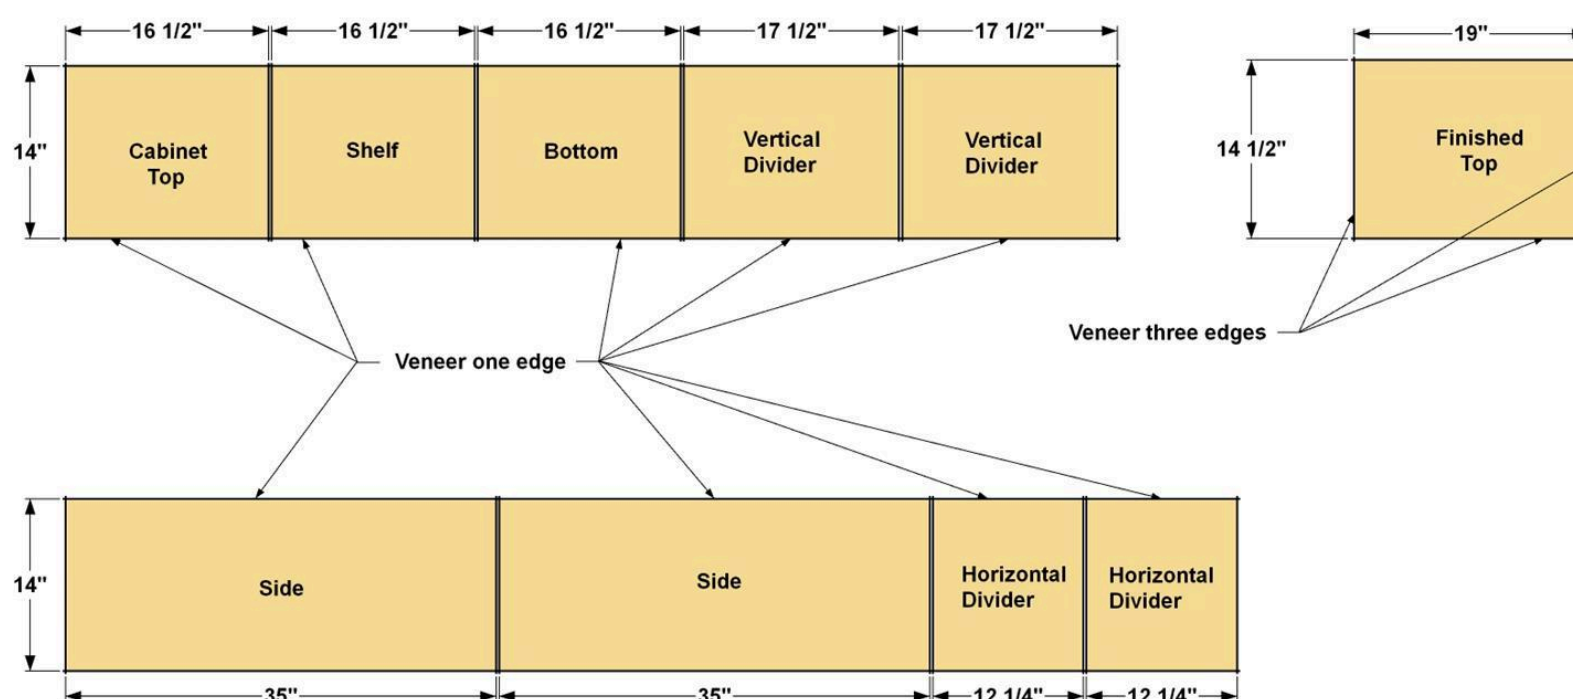 16 1/2"
16 1/2"
16 1/2"
17 1/2"
17 1/2"
19"
14"
Cabinet
Top
Shelf
Bottom
Vertical
Divider
Vertical
Divider
14 1/2"
Finished
Top
Veneer three edges
Veneer one edge
14"
Side
Side
Horizontal
Divider
Horizontal
Divider
35"
35"
12 1/4"
12 1/4"